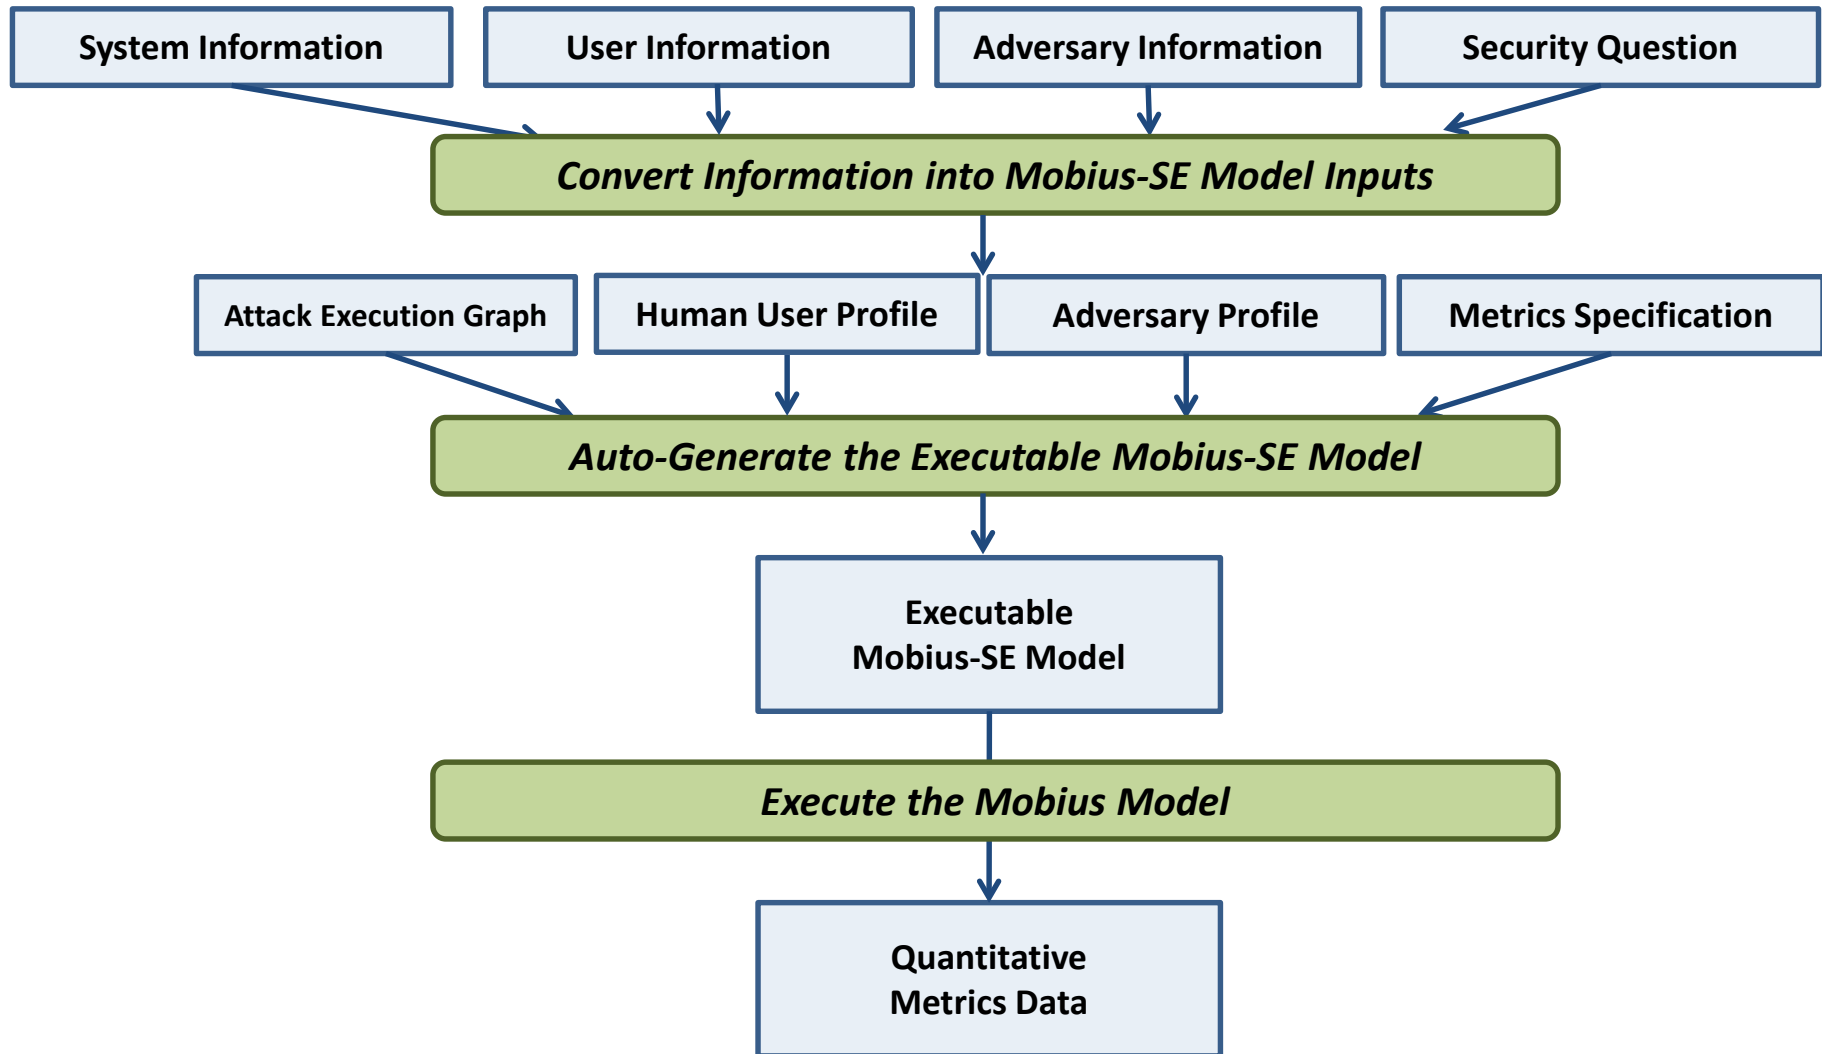 System Information
User Information
Adversary Information
Security Question
Convert Information into Mobius-SE Model Inputs
Attack Execution Graph
Human User Profile
Adversary Profile
Metrics Specification
Auto-Generate the Executable Mobius-SE Model
Executable
Mobius-SE Model
Execute the Mobius Model
Quantitative
Metrics Data